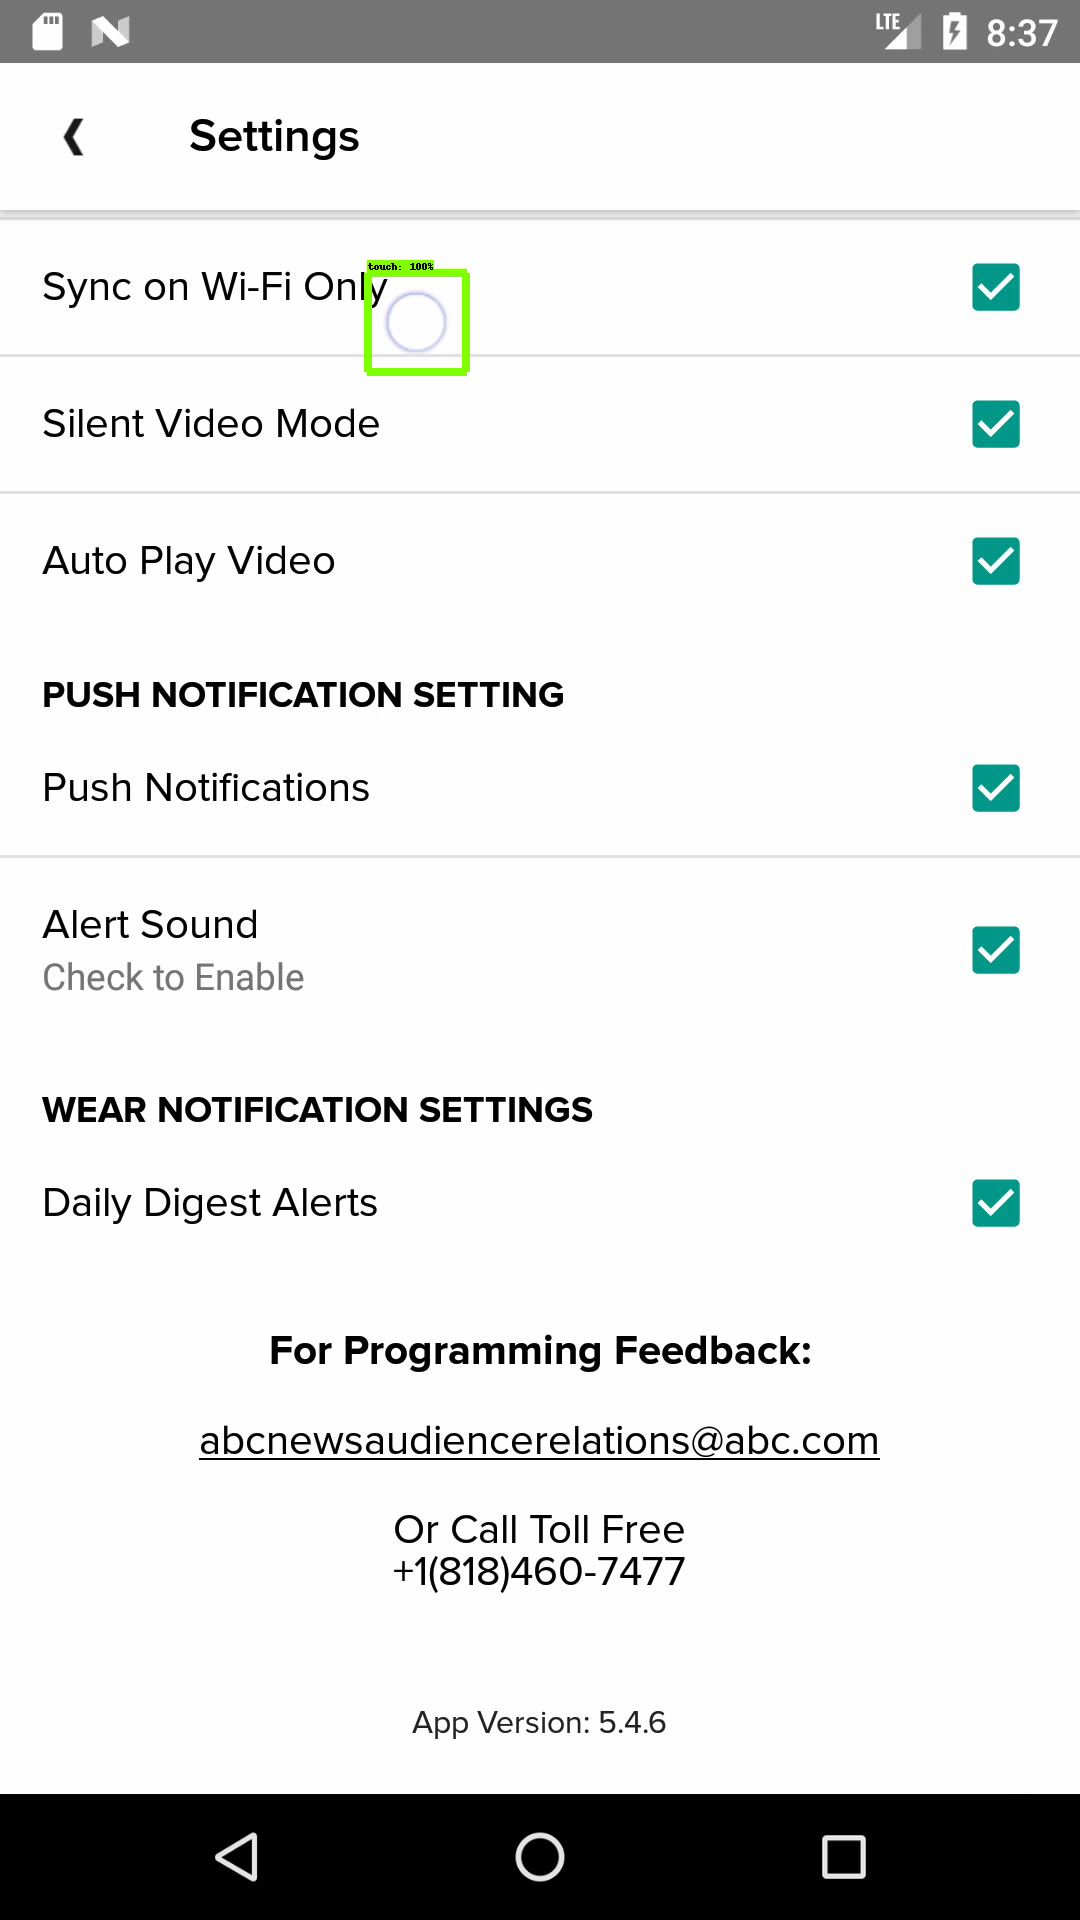 LTE 8:37
Settings
touch: 100%
Sync on Wi-Fi Only
Silent Video Mode
Auto Play Video
PUSH NOTIFICATION SETTING
Push Notifications
Alert Sound
Check to Enable
WEAR NOTIFICATION SETTINGS
Daily Digest Alerts
For Programming Feedback:
abcnewsaudiencerelations@abc.com
Or Call Toll Free
+1(818)460-7477
App Version: 5.4.6